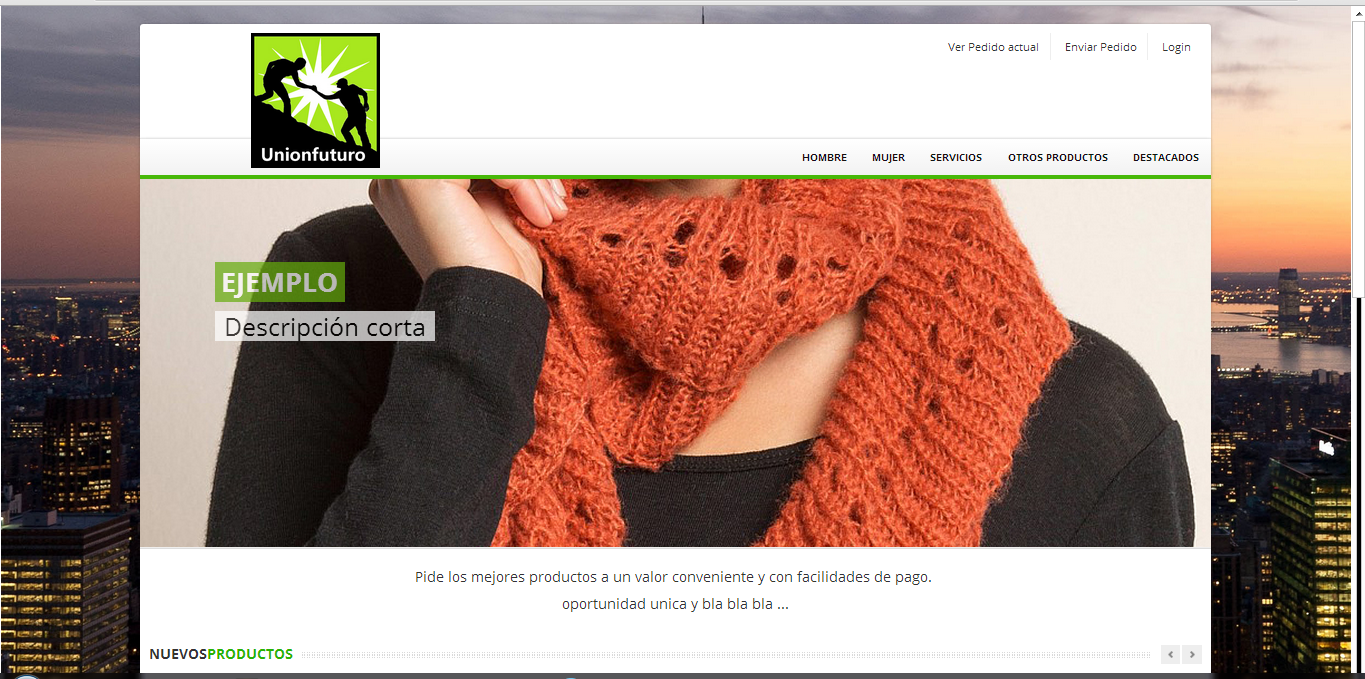 Ver Pedido actual
Enviar Pedido
Login
Unionfuturo
HOMBRE
MUJER
SERVICIOS
OTROS PRODUCTOS
DESTACADOS
EJEMPLO
Descripción corta
Pide los mejores productos a un valor conveniente y con facilidades de pago.
oportunidad unica y bla bla bla ...
NUEVOSPRODUCTOS